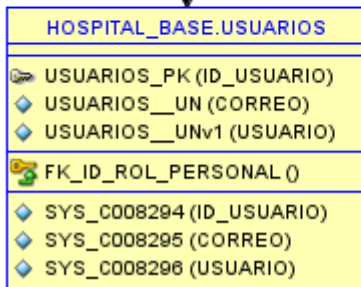 HOSPITAL_BASE.USUARIOS
USUARIOS_PK (ID_USUARIO)
USUARIOS__UN (CORREO)
USUARIOS__UNv1 (USUARIO)
FK_ID_ROL_PERSONAL ()
SYS_C008294 (ID_USUARIO)
SYS_C008295 (CORREO)
SYS_C008296 (USUARIO)